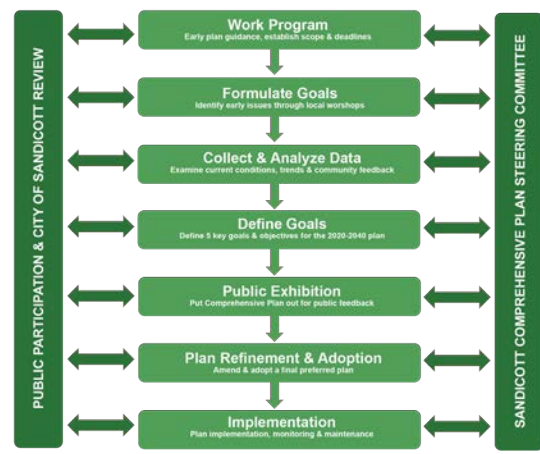 PUBLIC PARTICIPATION & CITY OF SANDICOTT REVIEW
Work Program
Early plan guidance, establish scope & deadlines
Formulate Goals
Identify early issues through local worshops
Collect & Analyze Data
Examine current conditions, trends & community feedback
Define Goals
Define 5 key goals & objectives for the 2020-2040 plan
Public Exhibition
Put Comprehensive Plan out for public feedback
Plan Refinement & Adoption
Amend & adopt a final preferred plan
Implementation
Plan implementation, monitoring & maintenance
SANDICOTT COMPREHENSIVE PLAN STEERING COMMITTEE